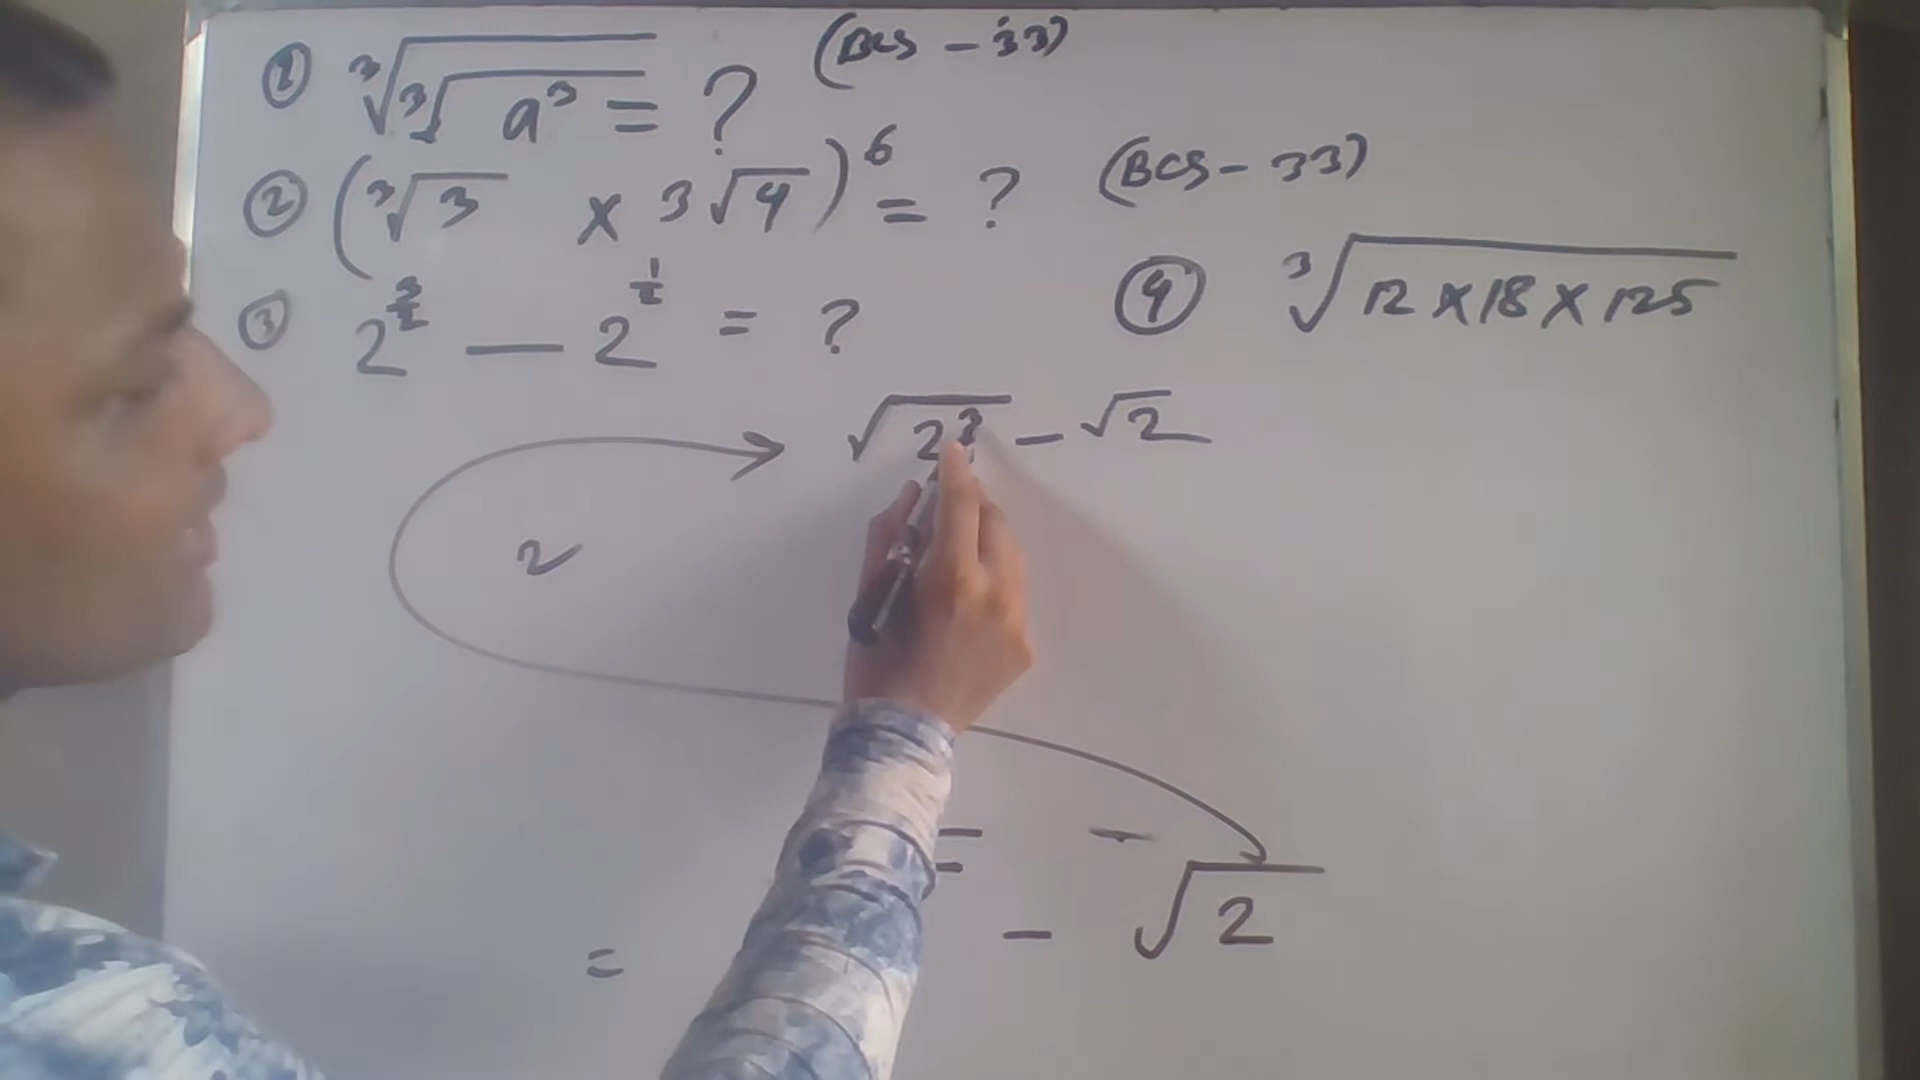 ① ∛(∛(a³)) = ? (BCS - 33)
② (∛3 × 3√4)⁶ = ? (BCS - 33)
③ 2^(3/2) — 2^(1/2) = ?
④ ∛(12 × 18 × 125)
√(2³) - √2
2
= -
= - √2